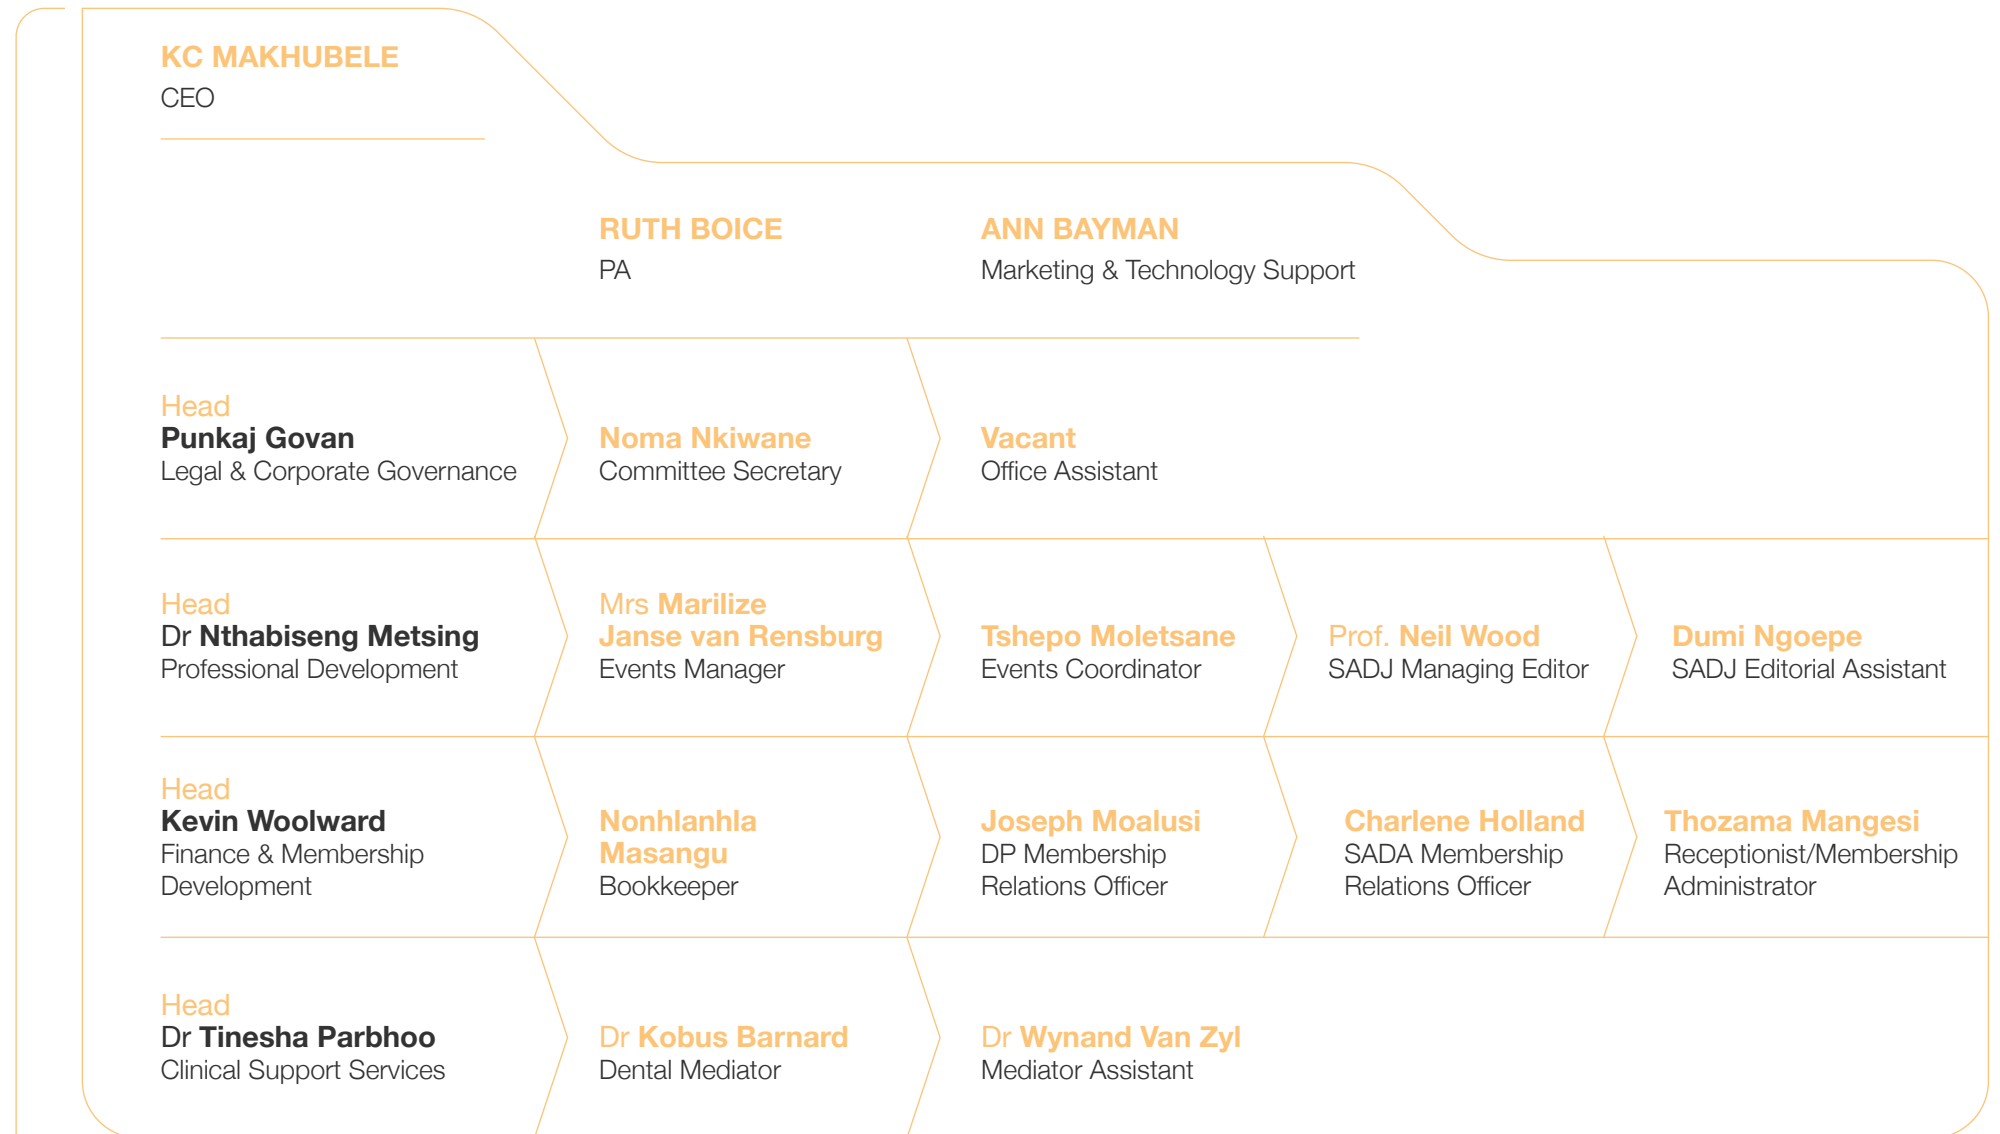 KC MAKHUBELE
CEO
RUTH BOICE
PA
ANN BAYMAN
Marketing & Technology Support
Head
Punkaj Govan
Legal & Corporate Governance
Noma Nkiwane
Committee Secretary
Vacant
Office Assistant
Head
Dr Nthabiseng Metsing
Professional Development
Mrs Marilize
Janse van Rensburg
Events Manager
Tshepo Moletsane
Events Coordinator
Prof. Neil Wood
SADJ Managing Editor
Dumi Ngoepe
SADJ Editorial Assistant
Head
Kevin Woolward
Finance & Membership
Development
Nonhlanhla
Masangu
Bookkeeper
Joseph Moalusi
DP Membership
Relations Officer
Charlene Holland
SADA Membership
Relations Officer
Thozama Mangesi
Receptionist/Membership
Administrator
Head
Dr Tinesha Parbhoo
Clinical Support Services
Dr Kobus Barnard
Dental Mediator
Dr Wynand Van Zyl
Mediator Assistant